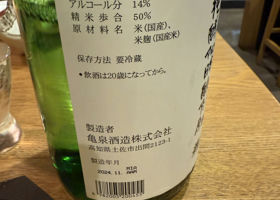 アルコール分 14%
精米歩合 50%
原材料名 米(国産)、
米麹(国産米)
保存方法 要冷蔵
●飲酒は20歳になってから。
製造者
亀泉酒造株式会社
高知県土佐市出間2123-1
製造年月
2024.11.